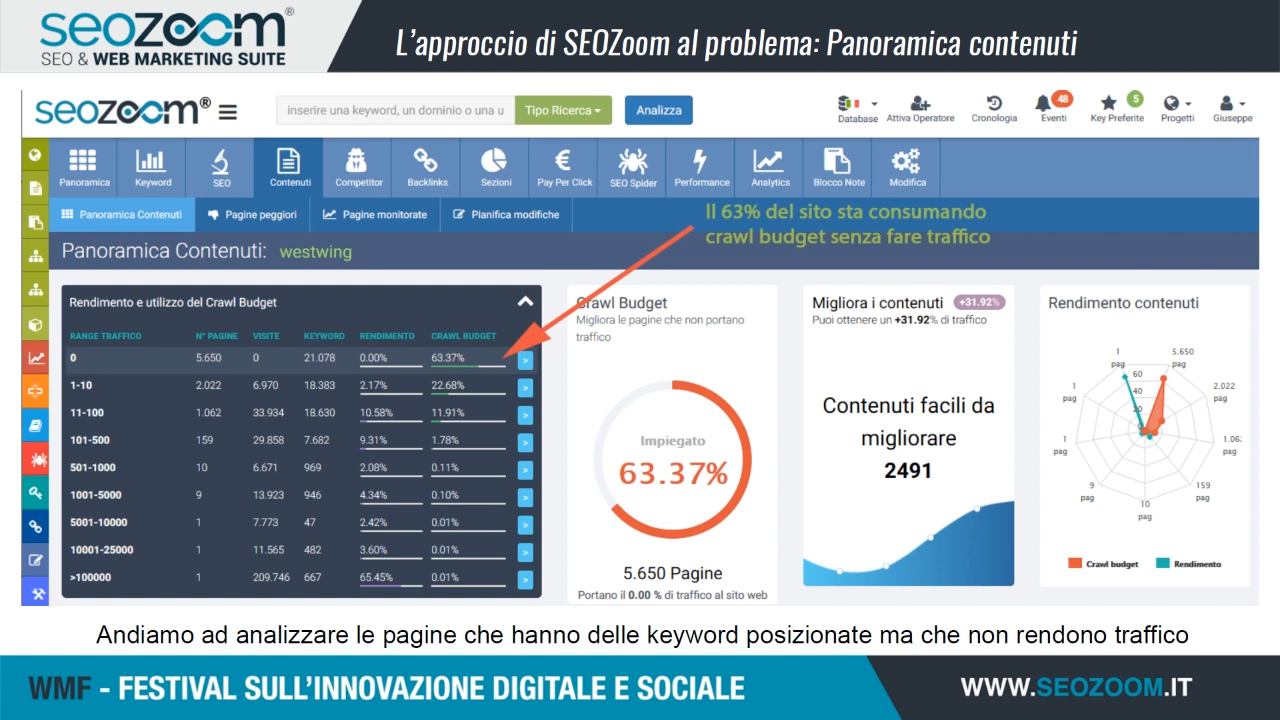 seozoom®
SEO & WEB MARKETING SUITE
L'approccio di SEOZoom al problema: Panoramica contenuti
seozoom®
inserire una keyword, un dominio o una u
Tipo Ricerca
Analizza
Database
Attiva Operatore
Cronologia
48
Eventi
5
Key Preferite
Progetti
Giuseppe
Panoramica
Keyword
SEO
Contenuti
Competitor
Backlinks
Sezioni
Pay Per Click
SEO Spider
Performance
Analytics
Blocco Note
Modifica
Panoramica Contenuti
Pagine peggiori
Pagine monitorate
Pianifica modifiche
Il 63% del sito sta consumando
crawl budget senza fare traffico
Panoramica Contenuti: westwing
Rendimento e utilizzo del Crawl Budget
RANGE TRAFFICO N° PAGINE VISITE KEYWORD RENDIMENTO CRAWL BUDGET
0 5.650 0 21.078 0.00% 63.37% >
1-10 2.022 6.970 18.383 2.17% 22.68% >
11-100 1.062 33.934 18.630 10.58% 11.91% >
101-500 159 29.858 7.682 9.31% 1.78% >
501-1000 10 6.671 969 2.08% 0.11% >
1001-5000 9 13.923 946 4.34% 0.10% >
5001-10000 1 7.773 47 2.42% 0.01% >
10001-25000 1 11.565 482 3.60% 0.01% >
>100000 1 209.746 667 65.45% 0.01% >
Crawl Budget
Migliora le pagine che non portano
traffico
Impiegato
63.37%
5.650 Pagine
Portano il 0.00 % di traffico al sito web
Migliora i contenuti +31.92%
Puoi ottenere un +31.92% di traffico
Contenuti facili da
migliorare
2491
Rendimento contenuti
1
pag
5.650
pag
2.022
pag
1.062
pag
159
pag
10
pag
9
pag
1
pag
1
pag
60
40
20
0
Crawl budget
Rendimento
Andiamo ad analizzare le pagine che hanno delle keyword posizionate ma che non rendono traffico
WMF - FESTIVAL SULL'INNOVAZIONE DIGITALE E SOCIALE
WWW.SEOZOOM.IT